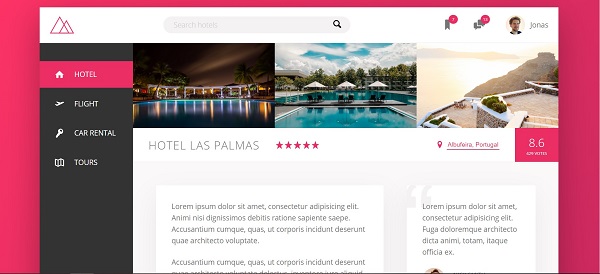 Search hotels
7
Jonas
HOTEL
FLIGHT
CAR RENTAL
TOURS
HOTEL LAS PALMAS
Albufeira, Portugal
8.6
429 VOTES
Lorem ipsum dolor sit amet, consectetur adipisicing elit.
Animi nisi dignissimos debitis ratione sapiente saepe.
Accusantium cumque, quas, ut corporis incidunt deserunt
quae architecto voluptate.
Accusantium cumque, quas, ut corporis incidunt deserunt
Lorem ipsum dolor sit amet,
consectetur adipisicing elit.
Fuga doloremque architecto
dicta animi, totam, itaque
officia ex.